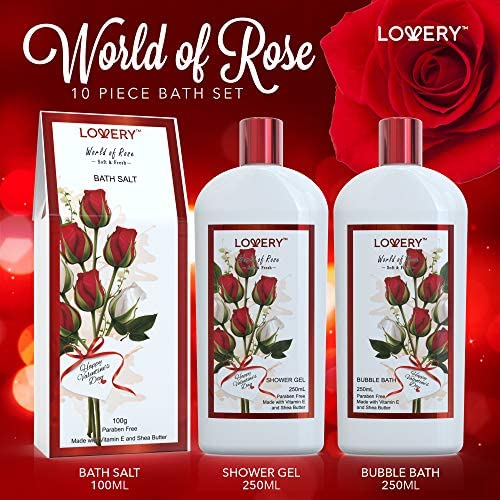 World of Rose
LOVERY™
10 PIECE BATH SET
LOVERY™
World of Rose
– Soft & Fresh –
BATH SALT
Happy
Valentine's
Day
100g
Paraben Free
Made with Vitamin E and Shea Butter
LOVERY™
World of Rose
Soft & Fresh
Happy
Valentine's
Day
SHOWER GEL
250mL
Paraben Free
Made with Vitamin E
and Shea Butter
LOVERY™
World of Rose
Soft & Fresh
Happy
Valentine's
Day
BUBBLE BATH
250mL
Paraben Free
Made with Vitamin E
and Shea Butter
BATH SALT
100ML
SHOWER GEL
250ML
BUBBLE BATH
250ML